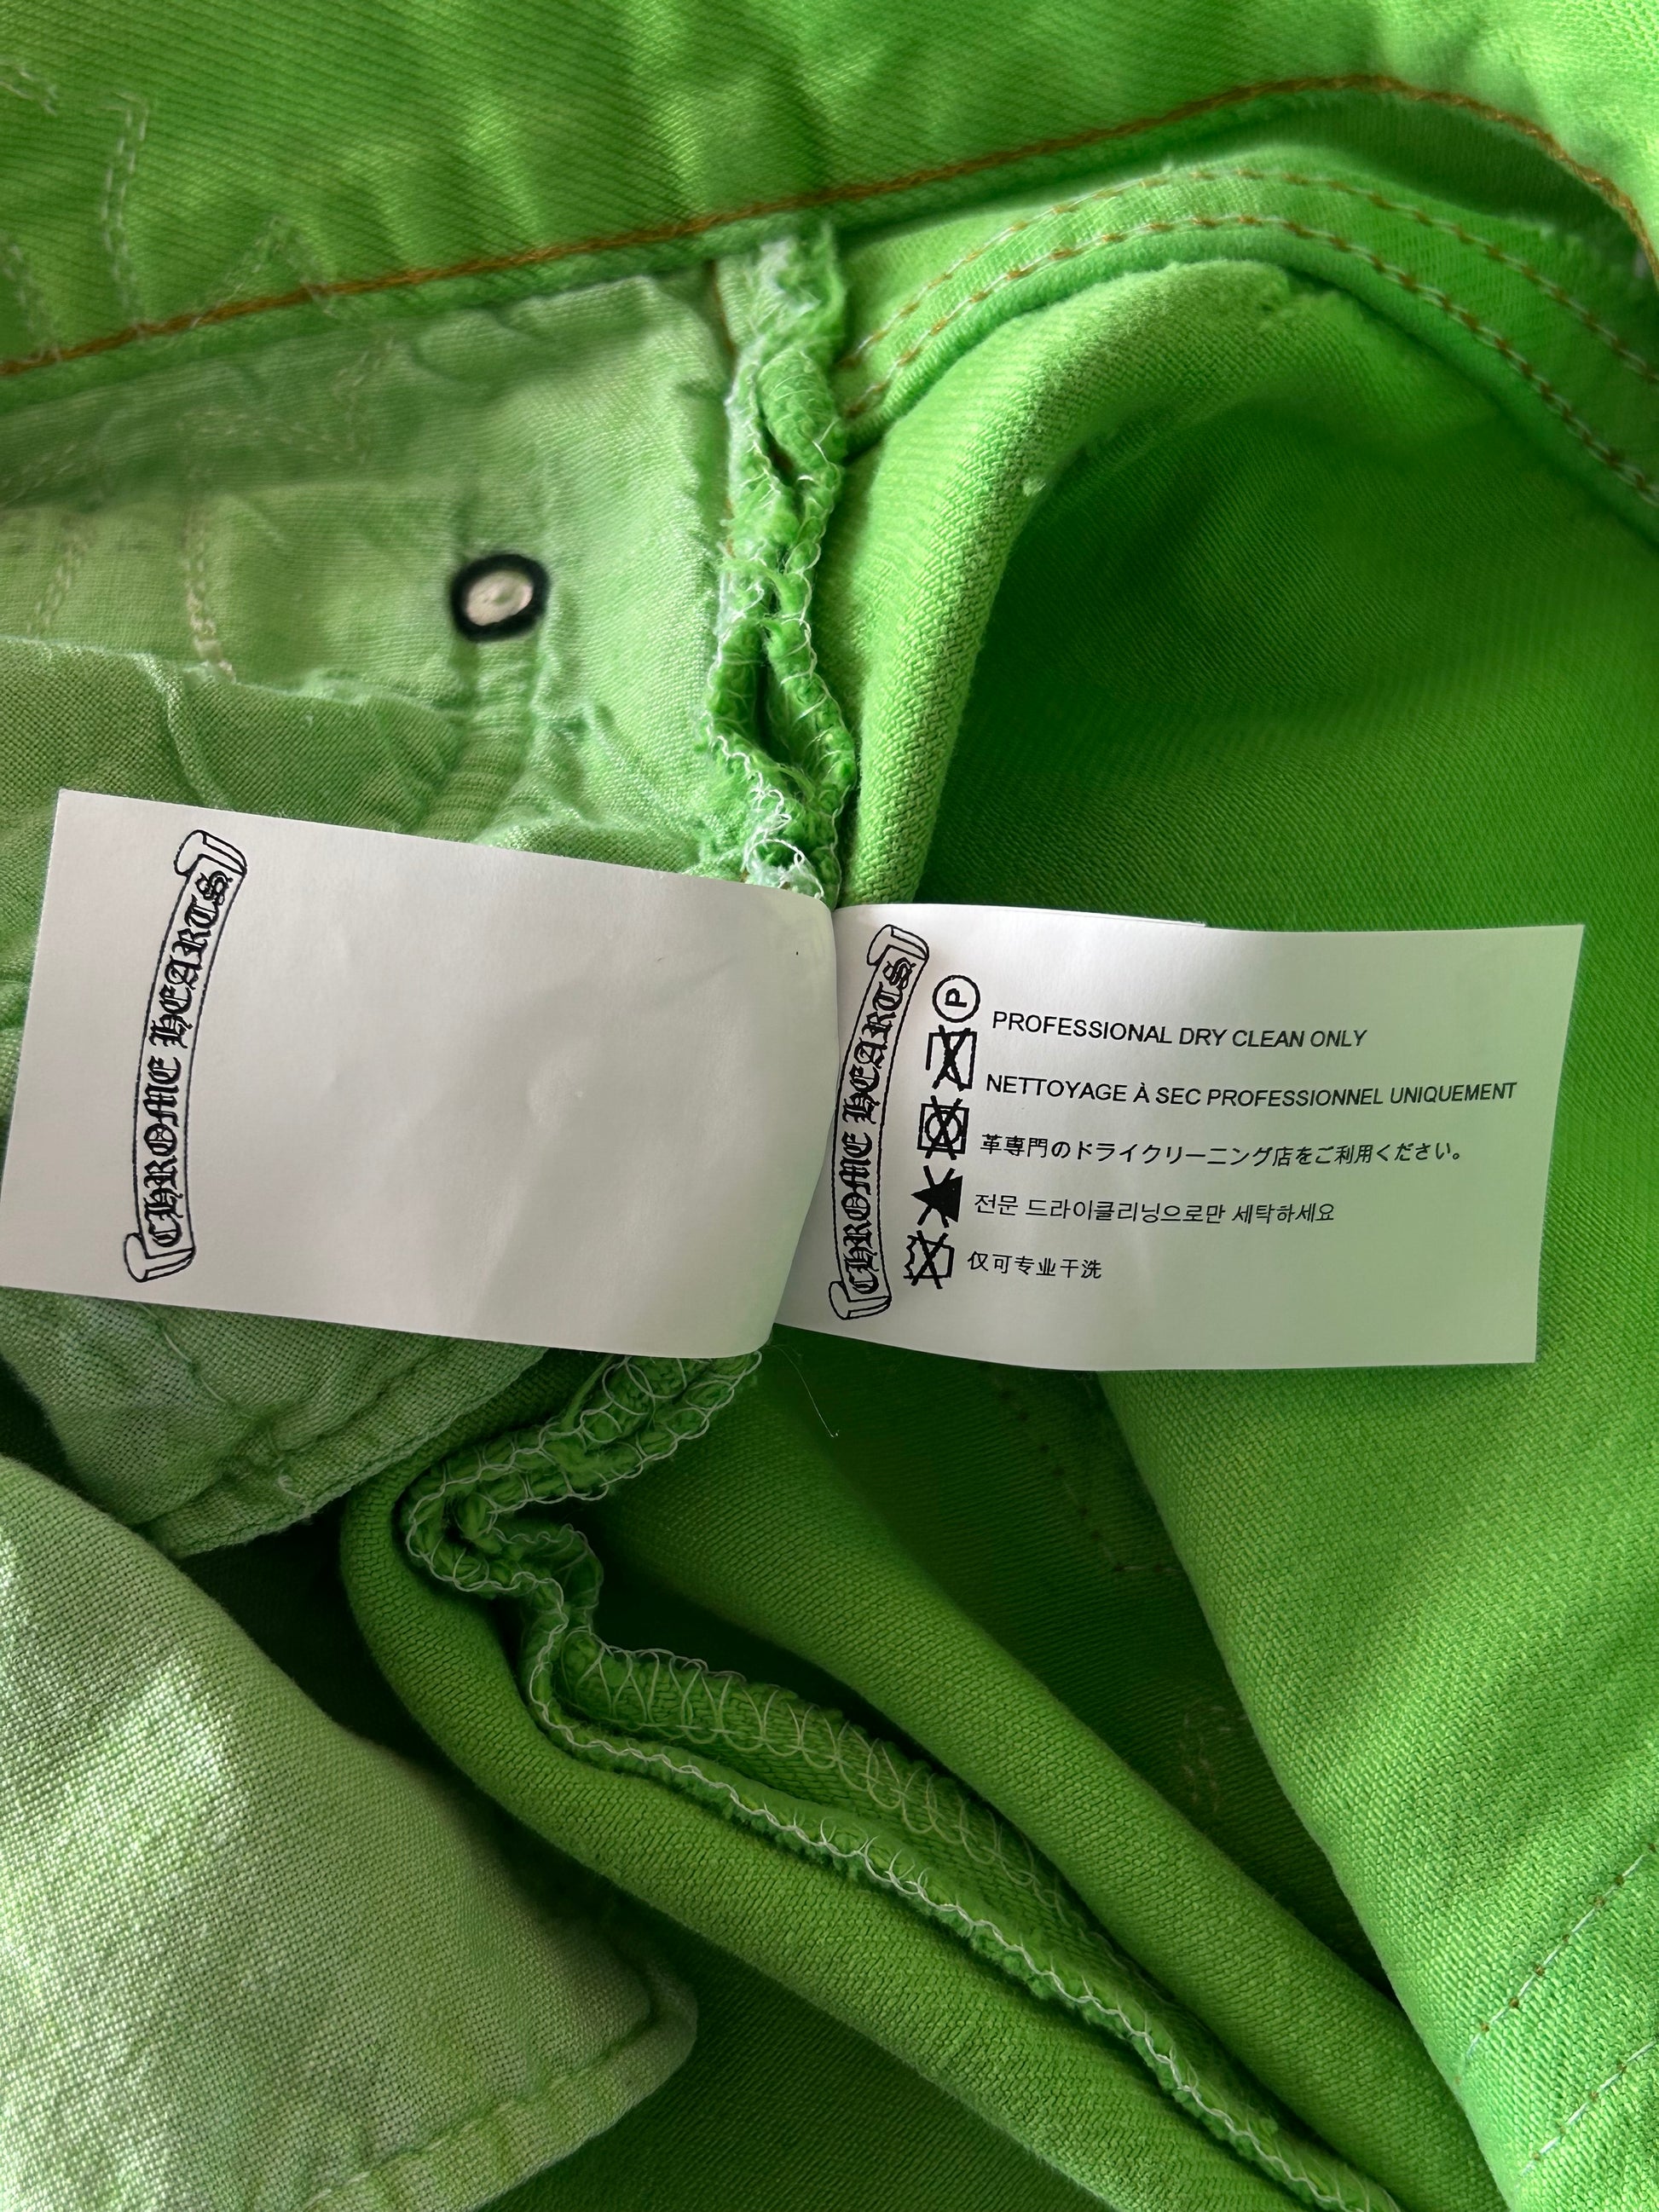 CHROME HEARTS
CHROME HEARTS
P
PROFESSIONAL DRY CLEAN ONLY
NETTOYAGE À SEC PROFESSIONNEL UNIQUEMENT
革専門のドライクリーニング店をご利用ください。
전문 드라이클리닝으로만 세탁하세요
仅可专业干洗